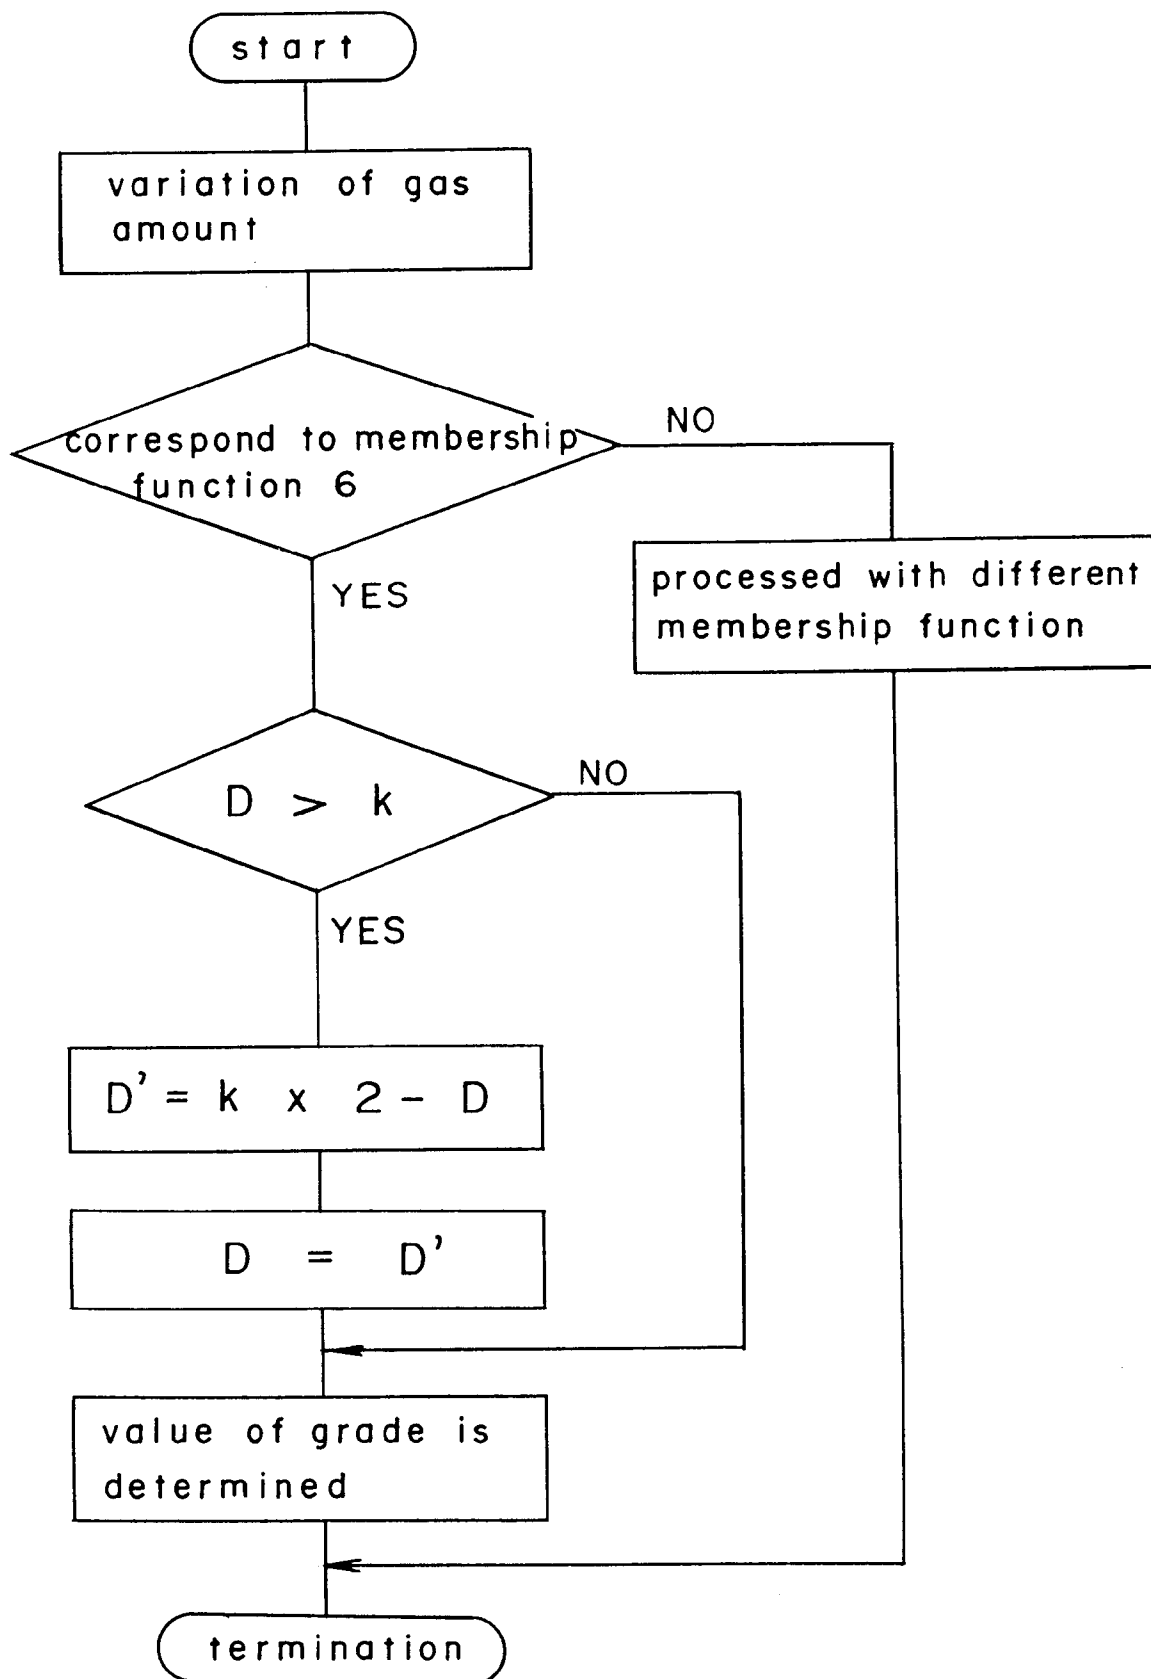 start
variation of gas
amount
correspond to membership
function 6
NO
YES
processed with different
membership function
D > k
NO
YES
D' = k x 2 - D
D = D'
value of grade is
determined
termination